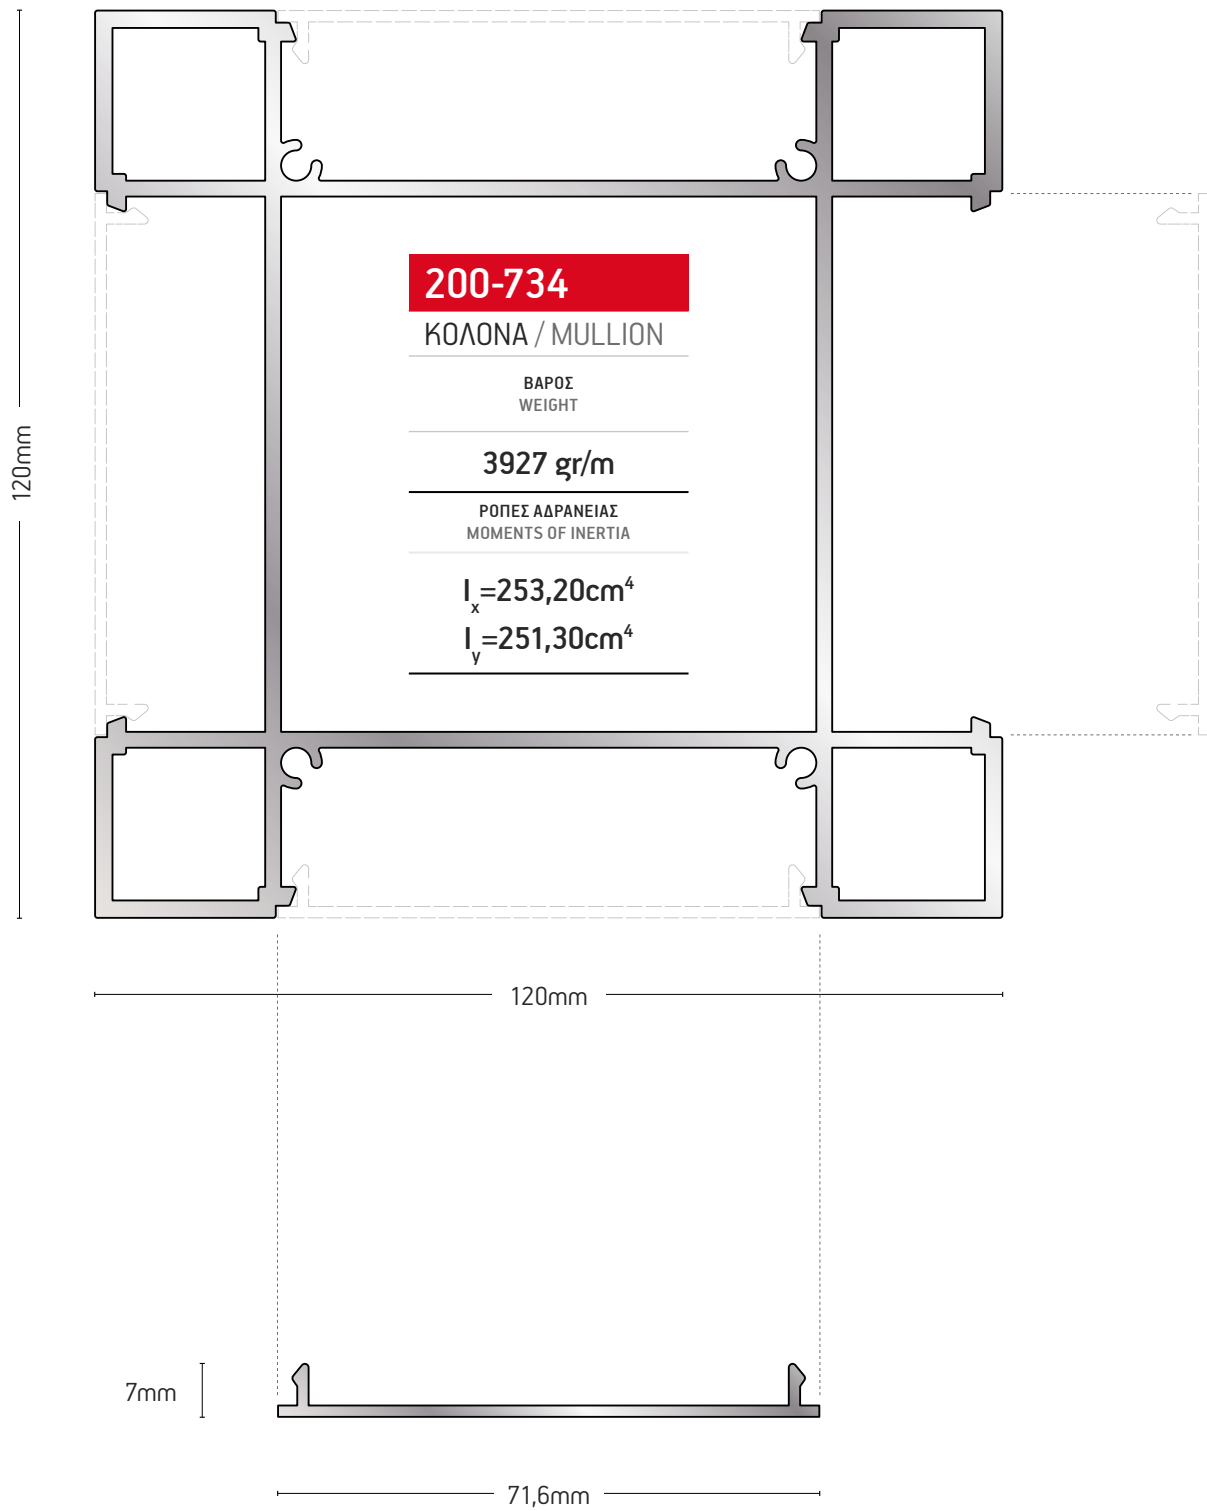 200-734
ΚΟΛΟΝΑ / MULLION
ΒΑΡΟΣ
WEIGHT
3927 gr/m
ΡΟΠΕΣ ΑΔΡΑΝΕΙΑΣ
MOMENTS OF INERTIA
Ix=253,20cm⁴
Iy=251,30cm⁴
120mm
120mm
7mm
71,6mm